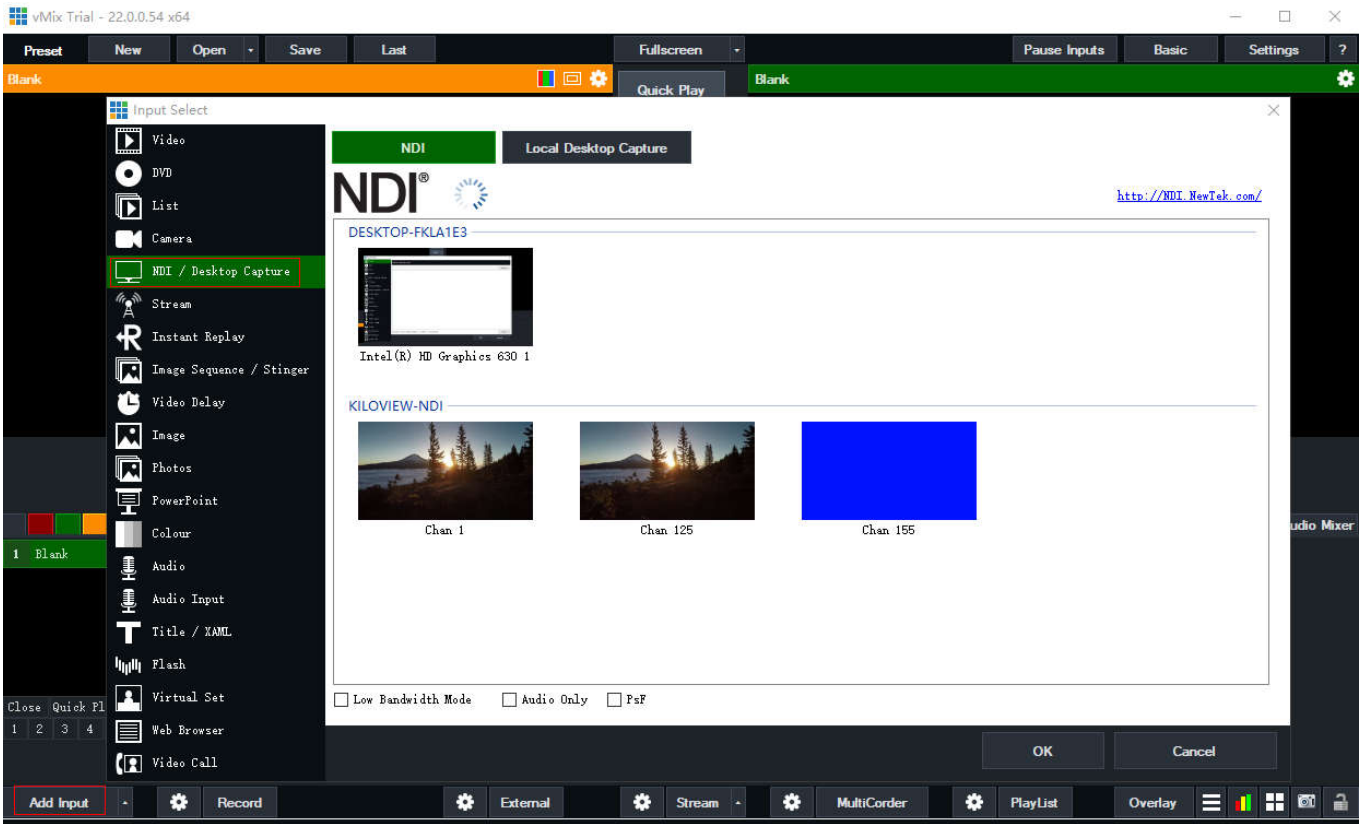 vMix Trial - 22.0.0.54 x64
Preset New Open Save Last Fullscreen Pause Inputs Basic Settings ?
Blank Quick Play Blank
Input Select
Video
DVD
List
Camera
NDI / Desktop Capture
Stream
Instant Replay
Image Sequence / Stinger
Video Delay
Image
Photos
PowerPoint
Colour
Audio
Audio Input
Title / XAML
Flash
Virtual Set
Web Browser
Video Call
NDI Local Desktop Capture
NDI®
http://NDI.NewTek.com/
DESKTOP-FKLA1E3
Intel(R) HD Graphics 630 1
KILOVIEW-NDI
Chan 1 Chan 125 Chan 155
Low Bandwidth Mode Audio Only PsF
OK Cancel
1 Blank
udio Mixer
Close Quick Pl
1 2 3 4
Add Input Record External Stream MultiCorder PlayList Overlay